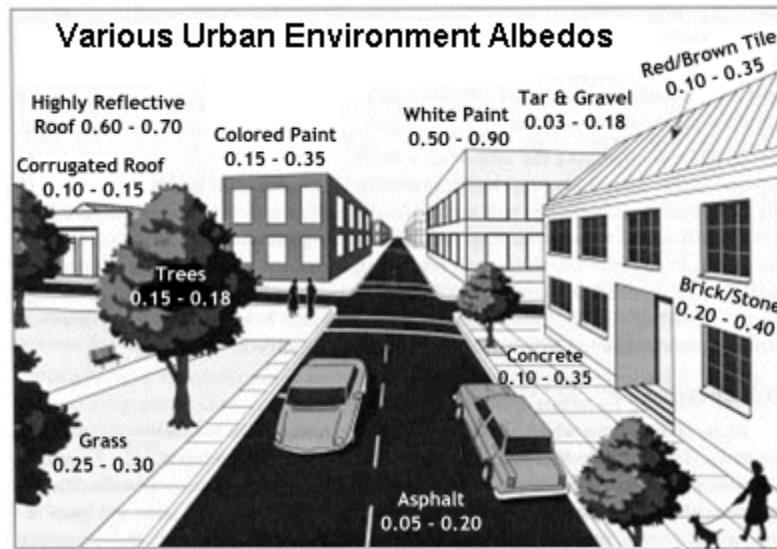 Various Urban Environment Albedos
Red/Brown Tile
0.10 - 0.35
Highly Reflective
Roof 0.60 - 0.70
Tar & Gravel
0.03 - 0.18
White Paint
0.50 - 0.90
Colored Paint
0.15 - 0.35
Corrugated Roof
0.10 - 0.15
Trees
0.15 - 0.18
Brick/Stone
0.20 - 0.40
Concrete
0.10 - 0.35
Grass
0.25 - 0.30
Asphalt
0.05 - 0.20